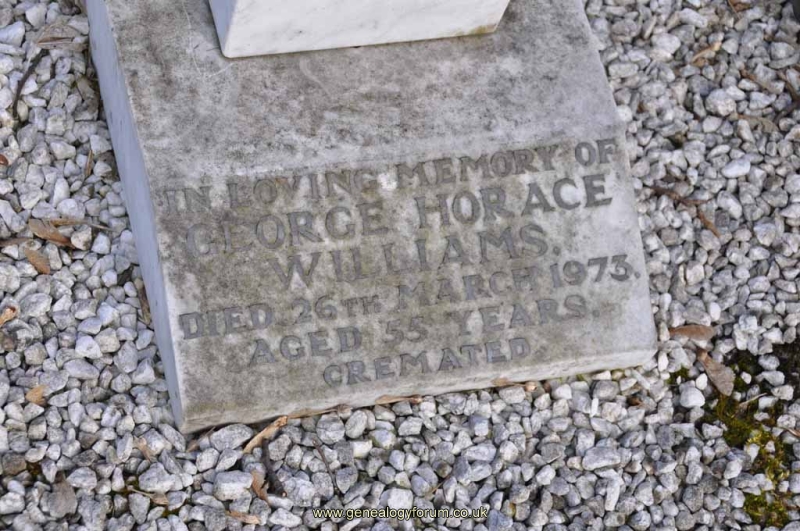 IN LOVING MEMORY OF
GEORGE HORACE
WILLIAMS.
DIED 26TH MARCH 1973.
AGED 55 YEARS.
CREMATED.
www.genealogyforum.co.uk